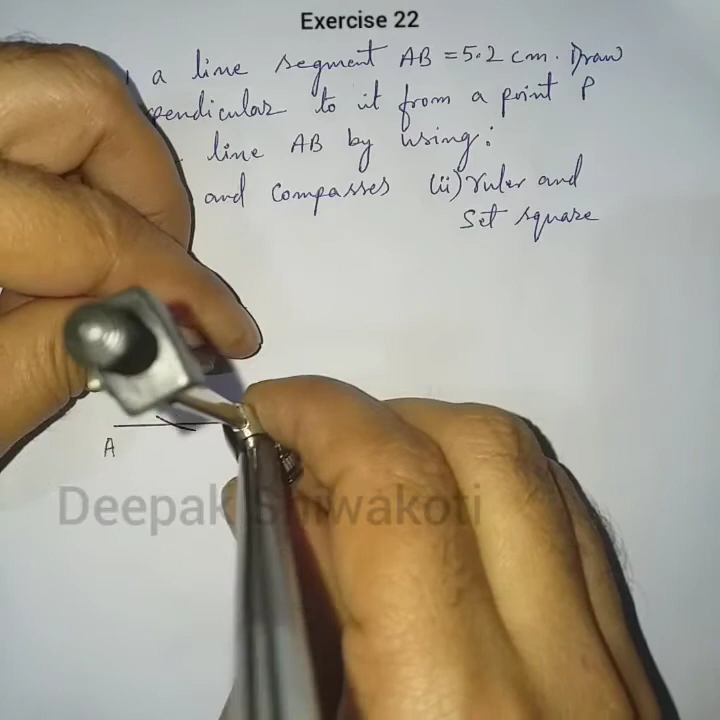 Exercise 22
a line segment AB = 5.2 cm. Draw
pendicular to it from a point P
line AB by using:
and compasses (ii) ruler and
Set square
A
Deepak Shiwakoti